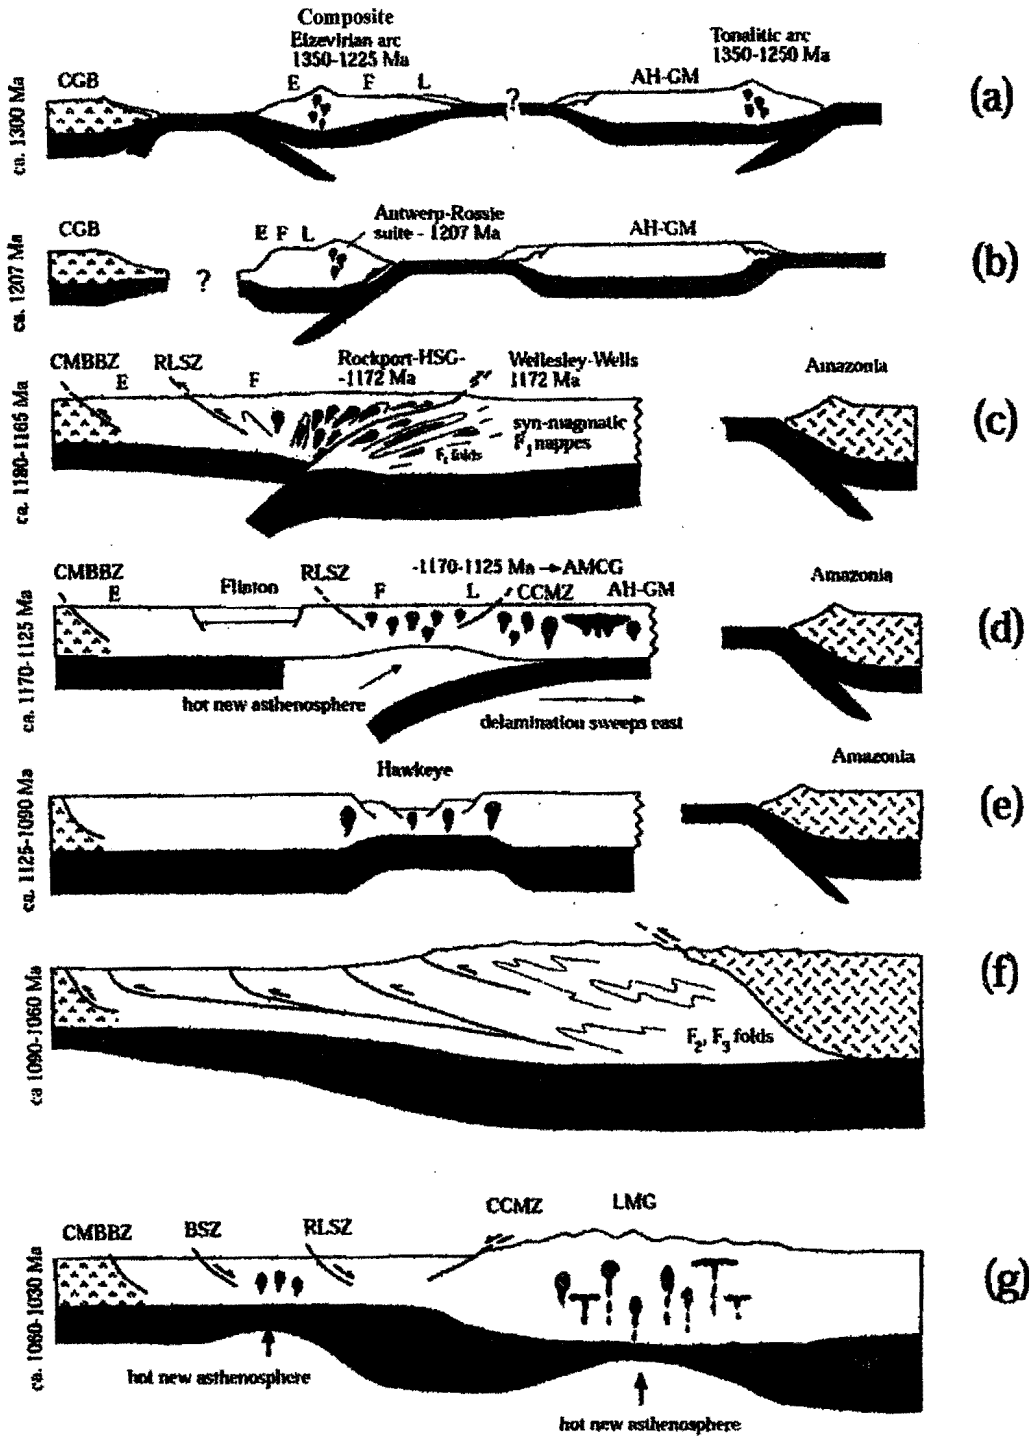 Composite
Elzevirian arc
1350-1225 Ma
Tonalitic arc
1350-1250 Ma
CGB
E
F
L
AH-GM
?
ca. 1300 Ma
(a)
CGB
E F L
Antwerp-Rossie
suite - 1207 Ma
AH-GM
?
ca. 1207 Ma
(b)
CMBBZ
E
RLSZ
F
Rockport-HSG-
-1172 Ma
Wellesley-Wells
1172 Ma
Amazonia
syn-magmatic
F1 nappes
F1 folds
ca. 1180-1165 Ma
(c)
CMBBZ
E
Flinton
RLSZ
-1170-1125 Ma → AMCG
F
L
CCMZ
AH-GM
Amazonia
hot new asthenosphere
delamination sweeps east
ca. 1170-1125 Ma
(d)
Hawkeye
Amazonia
ca. 1125-1090 Ma
(e)
F2, F3 folds
ca 1090-1060 Ma
(f)
CMBBZ
BSZ
RLSZ
CCMZ
LMG
hot new asthenosphere
hot new asthenosphere
ca. 1060-1030 Ma
(g)